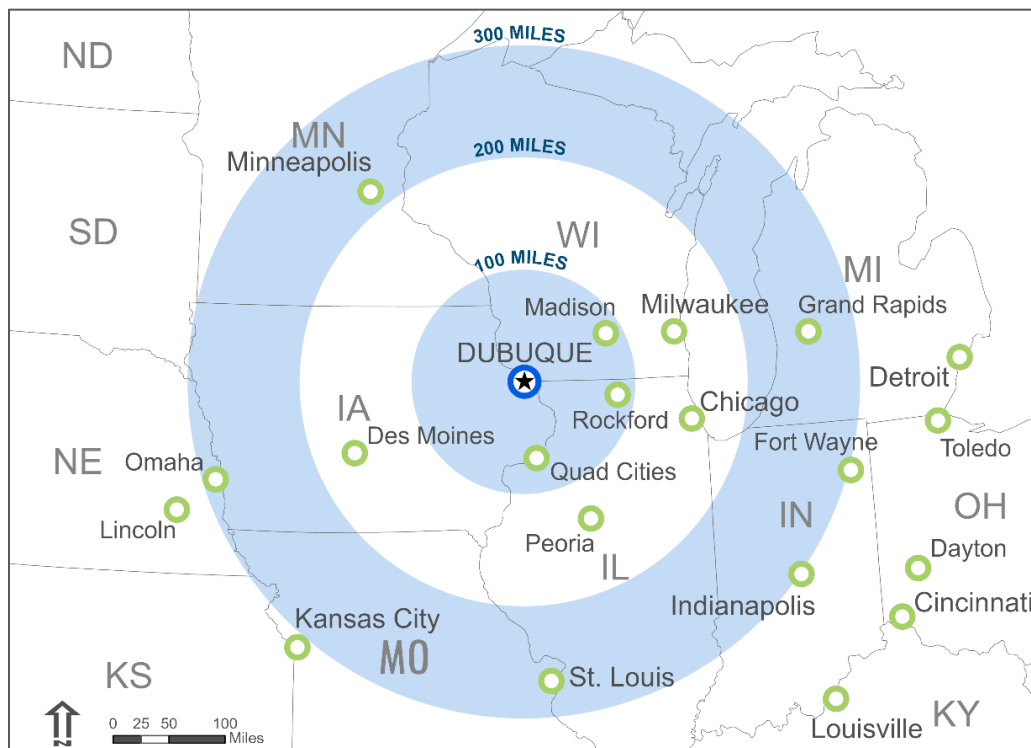 300 MILES
ND
MN
200 MILES
Minneapolis
SD
WI
100 MILES
MI
Madison
Milwaukee
Grand Rapids
DUBUQUE
Detroit
IA
Rockford
Chicago
Des Moines
Fort Wayne
Toledo
NE
Omaha
Quad Cities
Lincoln
IN
OH
Peoria
IL
Dayton
Indianapolis
Cincinnati
Kansas City
MO
KS
St. Louis
Louisville
KY
N
0 25 50 100
Miles